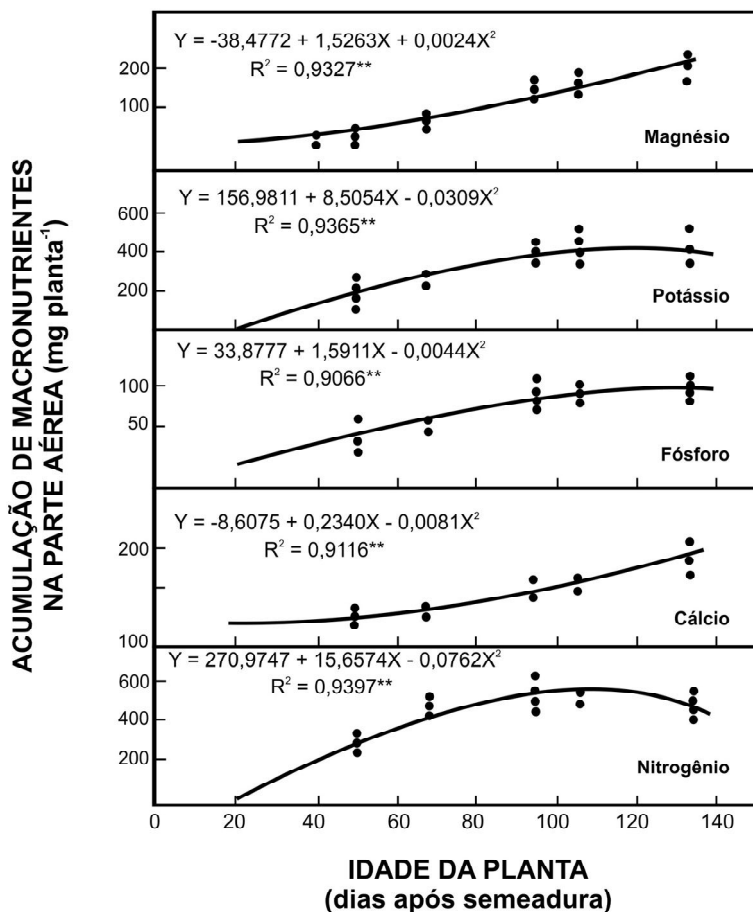 Y = -38,4772 + 1,5263X + 0,0024X²
R² = 0,9327**
200
100
Magnésio
Y = 156,9811 + 8,5054X - 0,0309X²
R² = 0,9365**
600
400
200
Potássio
Y = 33,8777 + 1,5911X - 0,0044X²
R² = 0,9066**
100
50
Fósforo
Y = -8,6075 + 0,2340X - 0,0081X²
R² = 0,9116**
200
100
Cálcio
Y = 270,9747 + 15,6574X - 0,0762X²
R² = 0,9397**
600
400
200
Nitrogênio
0 20 40 60 80 100 120 140
ACUMULAÇÃO DE MACRONUTRIENTES
NA PARTE AÉREA (mg planta⁻¹)
IDADE DA PLANTA
(dias após semeadura)